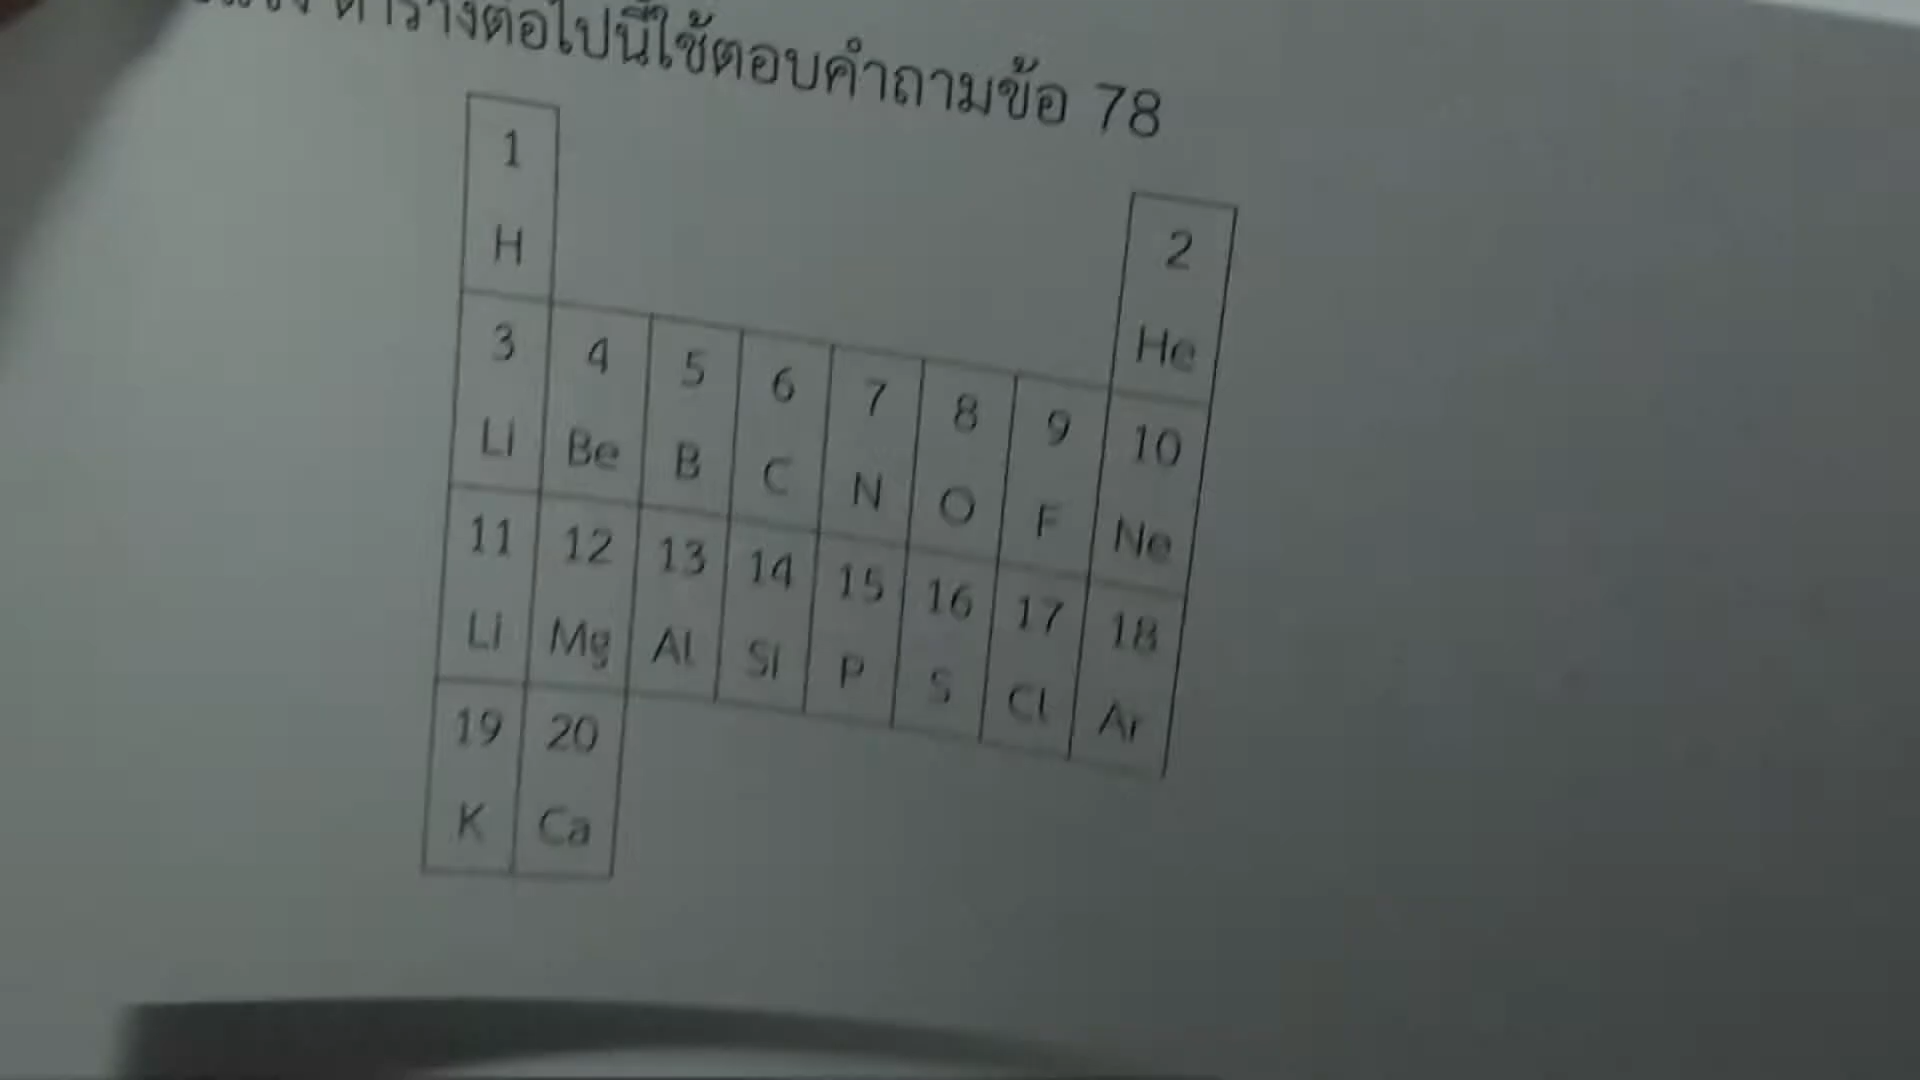 ตารางต่อไปนี้ใช้ตอบคำถามข้อ 78
1 2
H He
3 4 5 6 7 8 9 10
Li Be B C N O F Ne
11 12 13 14 15 16 17 18
Li Mg Al Si P S Cl Ar
19 20
K Ca